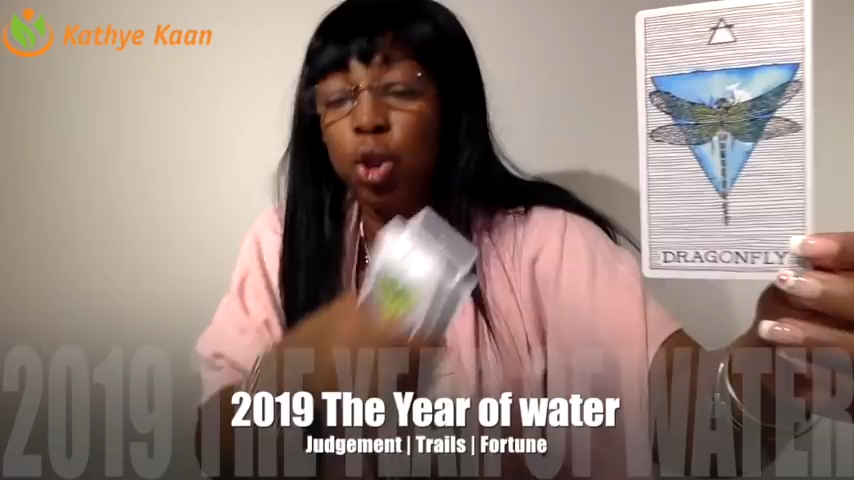 Kathye Kaan
DRAGONFLY
2019 The Year of water
Judgement | Trails | Fortune
2019 THE YEAR OF WATER